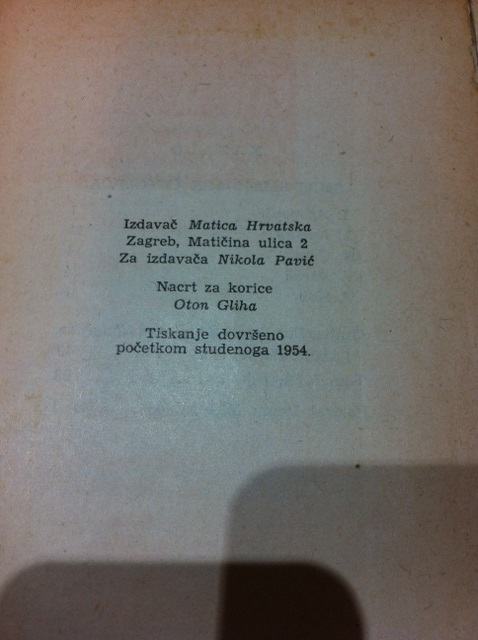 Izdavač Matica Hrvatska
Zagreb, Matičina ulica 2
Za izdavača Nikola Pavić
Nacrt za korice
Oton Gliha
Tiskanje dovršeno
početkom studenoga 1954.